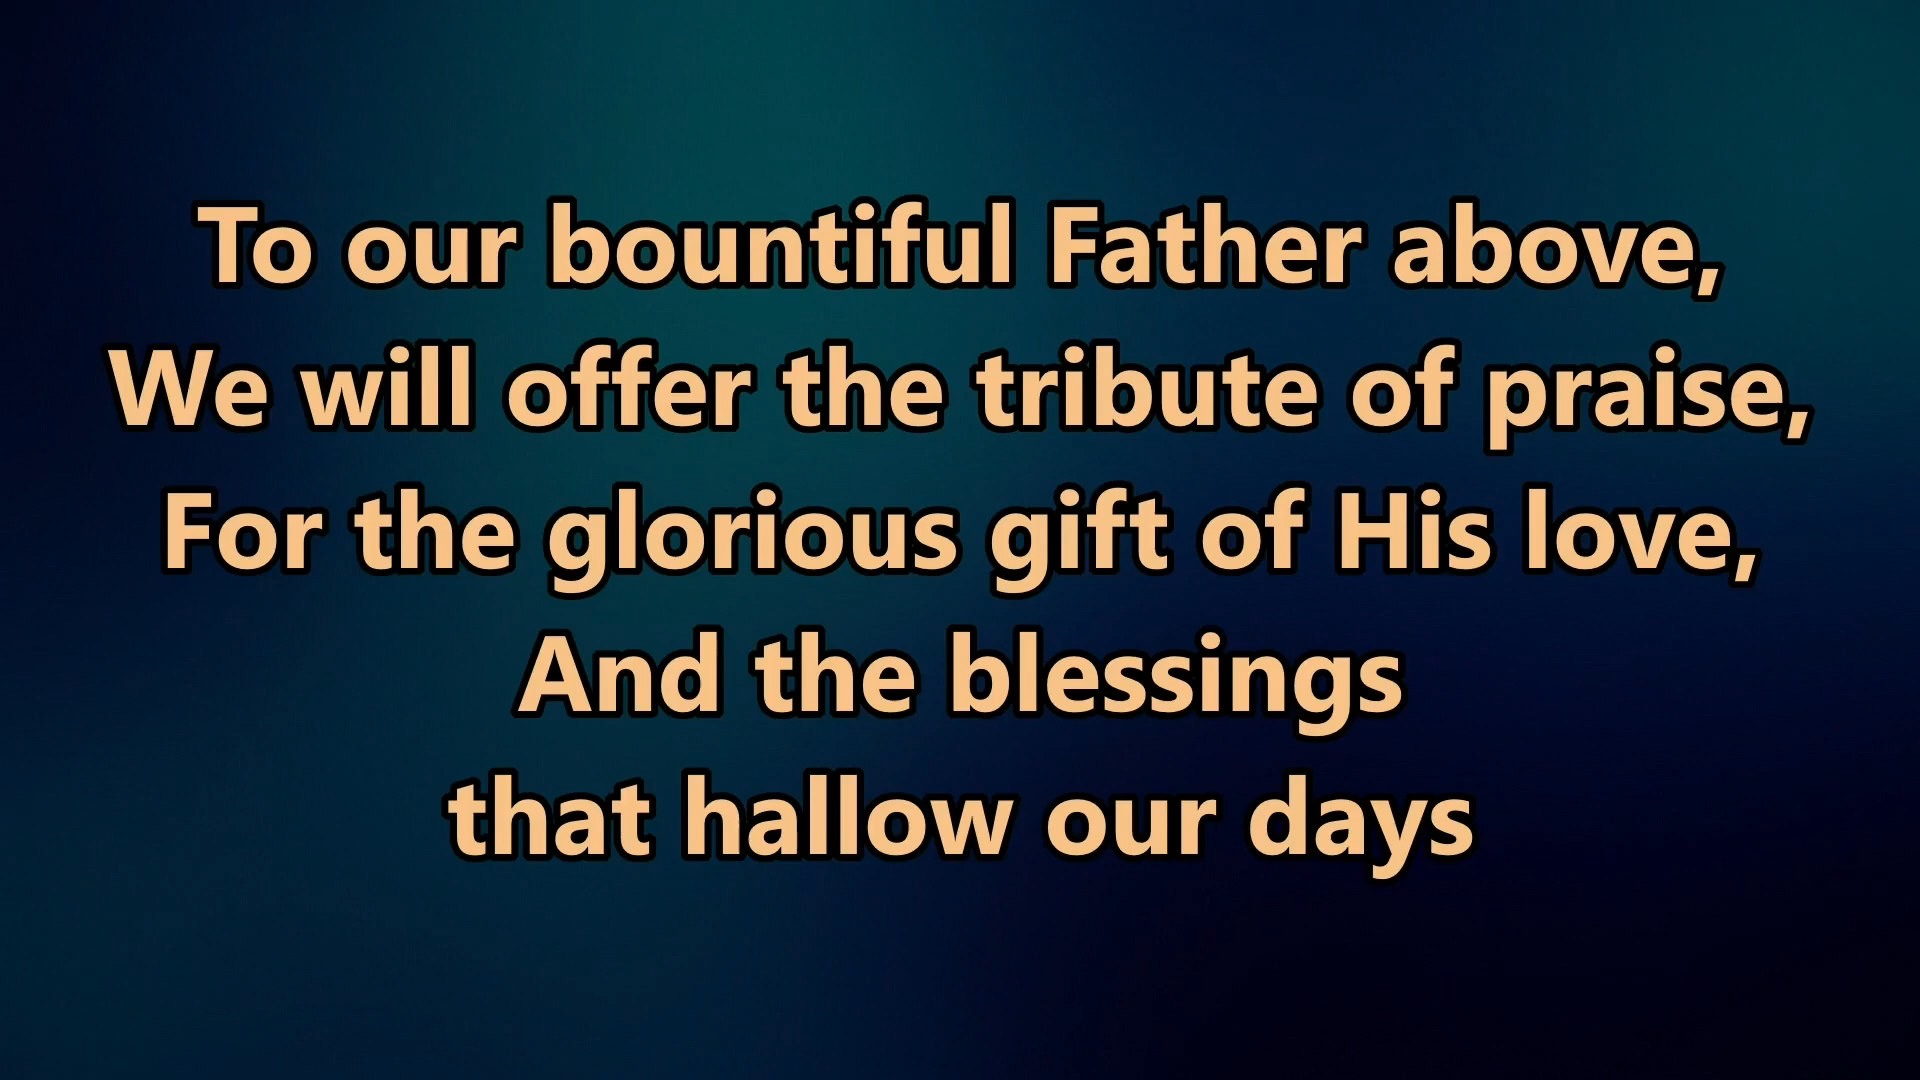 To our bountiful Father above,
We will offer the tribute of praise,
For the glorious gift of His love,
And the blessings
that hallow our days